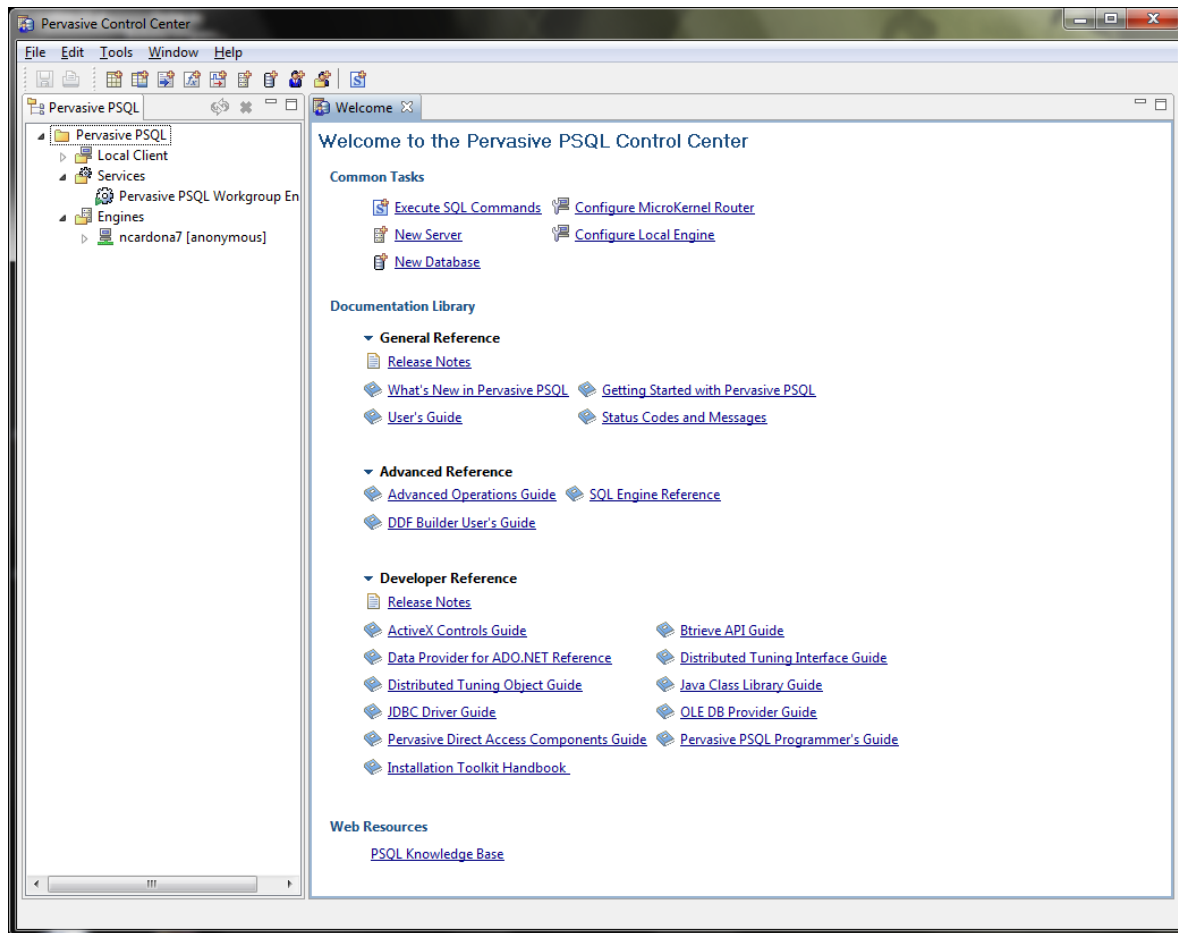 Pervasive Control Center
File Edit Tools Window Help
Pervasive PSQL
Pervasive PSQL
Local Client
Services
Pervasive PSQL Workgroup En
Engines
ncardona7 [anonymous]
Welcome
Welcome to the Pervasive PSQL Control Center
Common Tasks
Execute SQL Commands Configure MicroKernel Router
New Server Configure Local Engine
New Database
Documentation Library
General Reference
Release Notes
What's New in Pervasive PSQL Getting Started with Pervasive PSQL
User's Guide Status Codes and Messages
Advanced Reference
Advanced Operations Guide SQL Engine Reference
DDF Builder User's Guide
Developer Reference
Release Notes
ActiveX Controls Guide Btrieve API Guide
Data Provider for ADO.NET Reference Distributed Tuning Interface Guide
Distributed Tuning Object Guide Java Class Library Guide
JDBC Driver Guide OLE DB Provider Guide
Pervasive Direct Access Components Guide Pervasive PSQL Programmer's Guide
Installation Toolkit Handbook
Web Resources
PSQL Knowledge Base